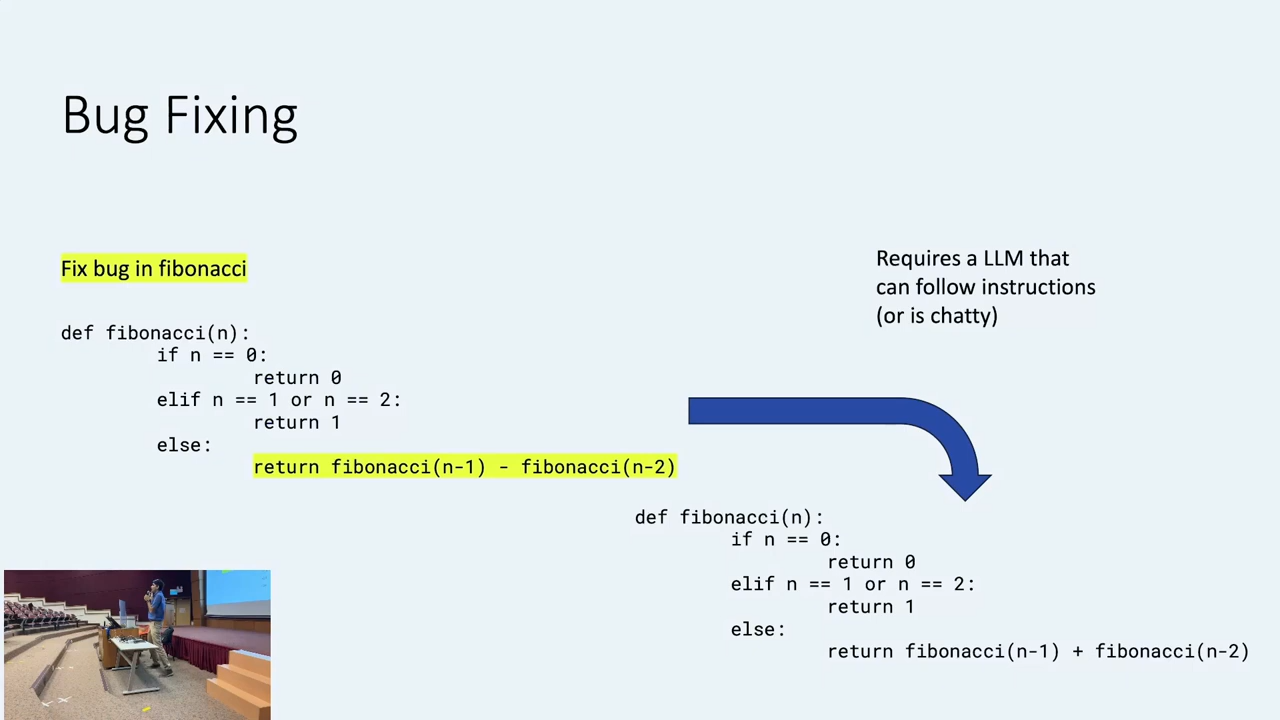 Bug Fixing
Fix bug in fibonacci
def fibonacci(n):
if n == 0:
return 0
elif n == 1 or n == 2:
return 1
else:
return fibonacci(n-1) - fibonacci(n-2)
Requires a LLM that
can follow instructions
(or is chatty)
def fibonacci(n):
if n == 0:
return 0
elif n == 1 or n == 2:
return 1
else:
return fibonacci(n-1) + fibonacci(n-2)